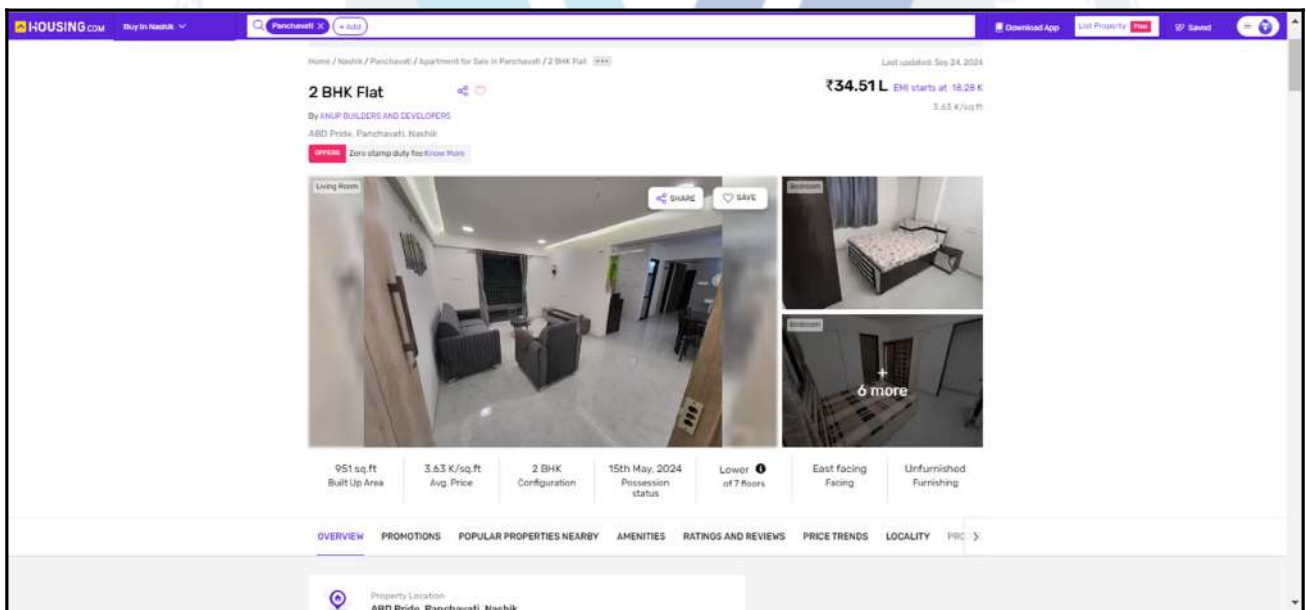 HOUSING.COM
Buy in Nashik
Panchavati X
+ Add
Download App
List Property Free
Saved
Home / Nashik / Panchavati / Apartment for Sale in Panchavati / 2 BHK Flat
Last updated: Sep 24, 2024
2 BHK Flat
₹34.51 L EMI starts at 18.28 K
3.63 K/sq.ft
By ANUP BUILDERS AND DEVELOPERS
ABD Pride, Panchavati, Nashik
OFFERS Zero stamp duty fee Know More
Living Room
SHARE
SAVE
Bedroom
Bedroom
+
6 more
951 sq.ft
Built Up Area
3.63 K/sq.ft
Avg. Price
2 BHK
Configuration
15th May, 2024
Possession
status
Lower
of 7 floors
East facing
Facing
Unfurnished
Furnishing
OVERVIEW PROMOTIONS POPULAR PROPERTIES NEARBY AMENITIES RATINGS AND REVIEWS PRICE TRENDS LOCALITY
Property Location
ABD Pride, Panchavati, Nashik